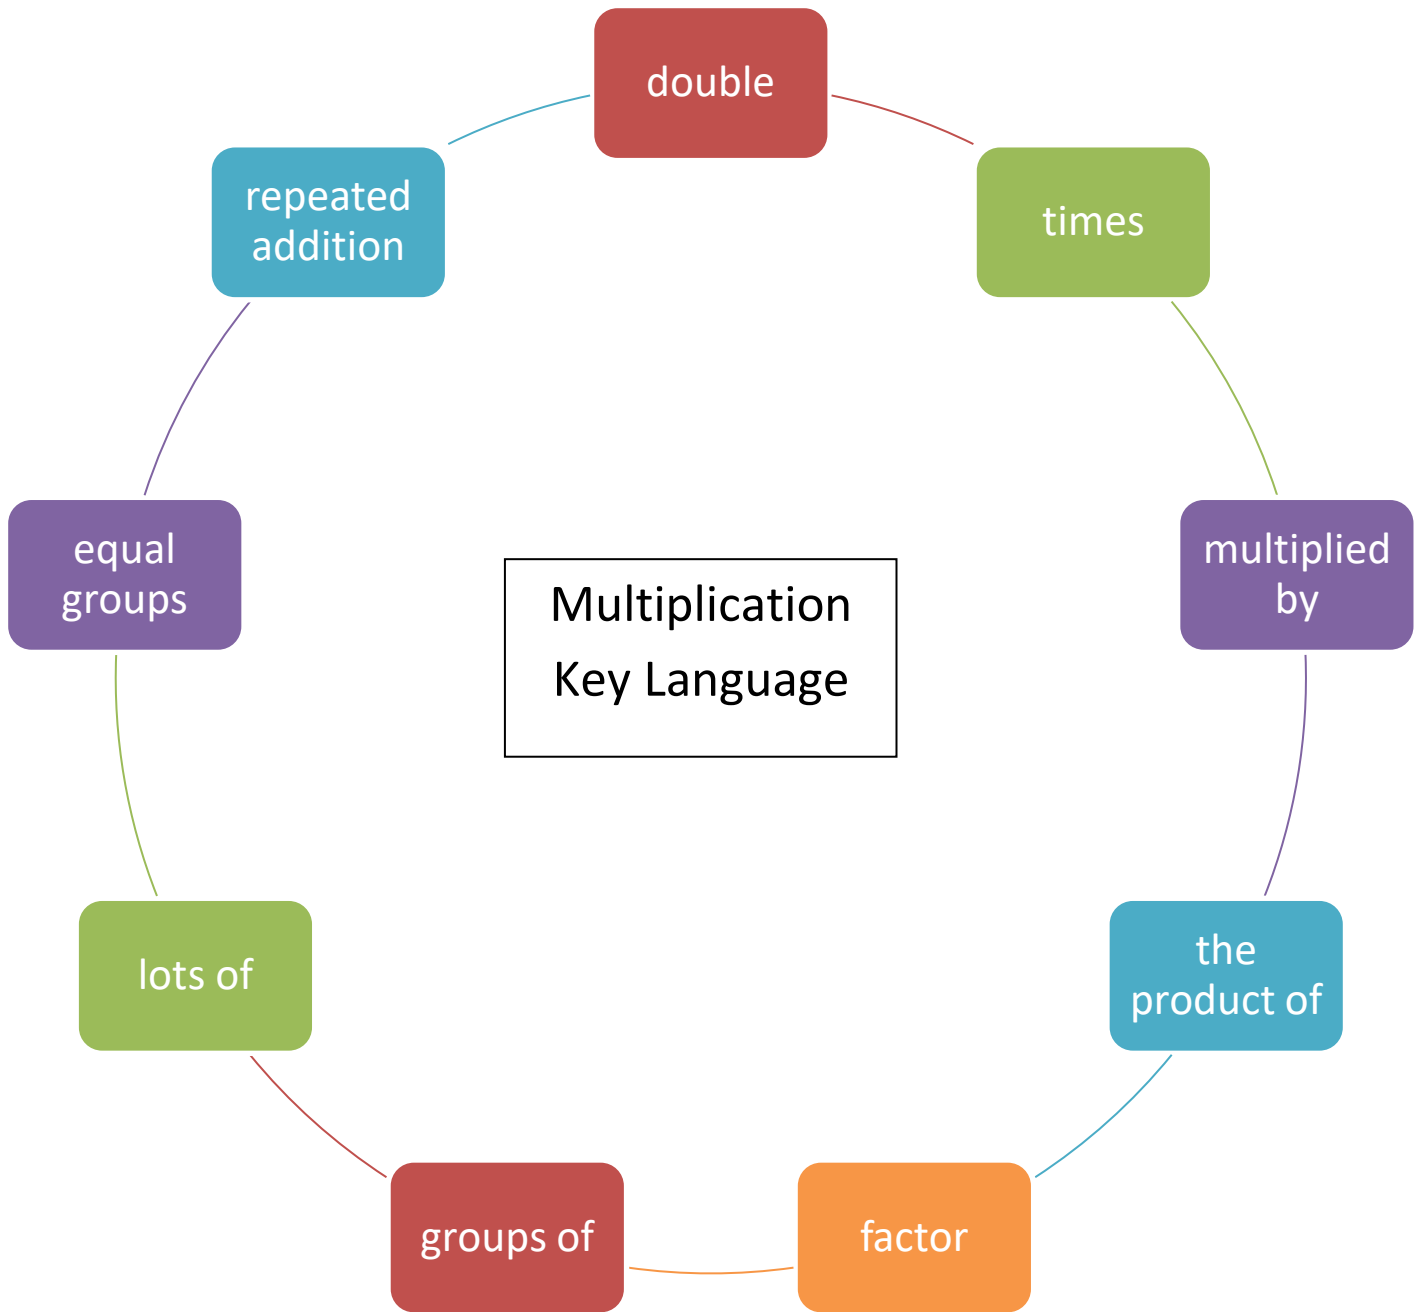 double
times
multiplied
by
the
product of
factor
groups of
lots of
equal
groups
repeated
addition
Multiplication
Key Language